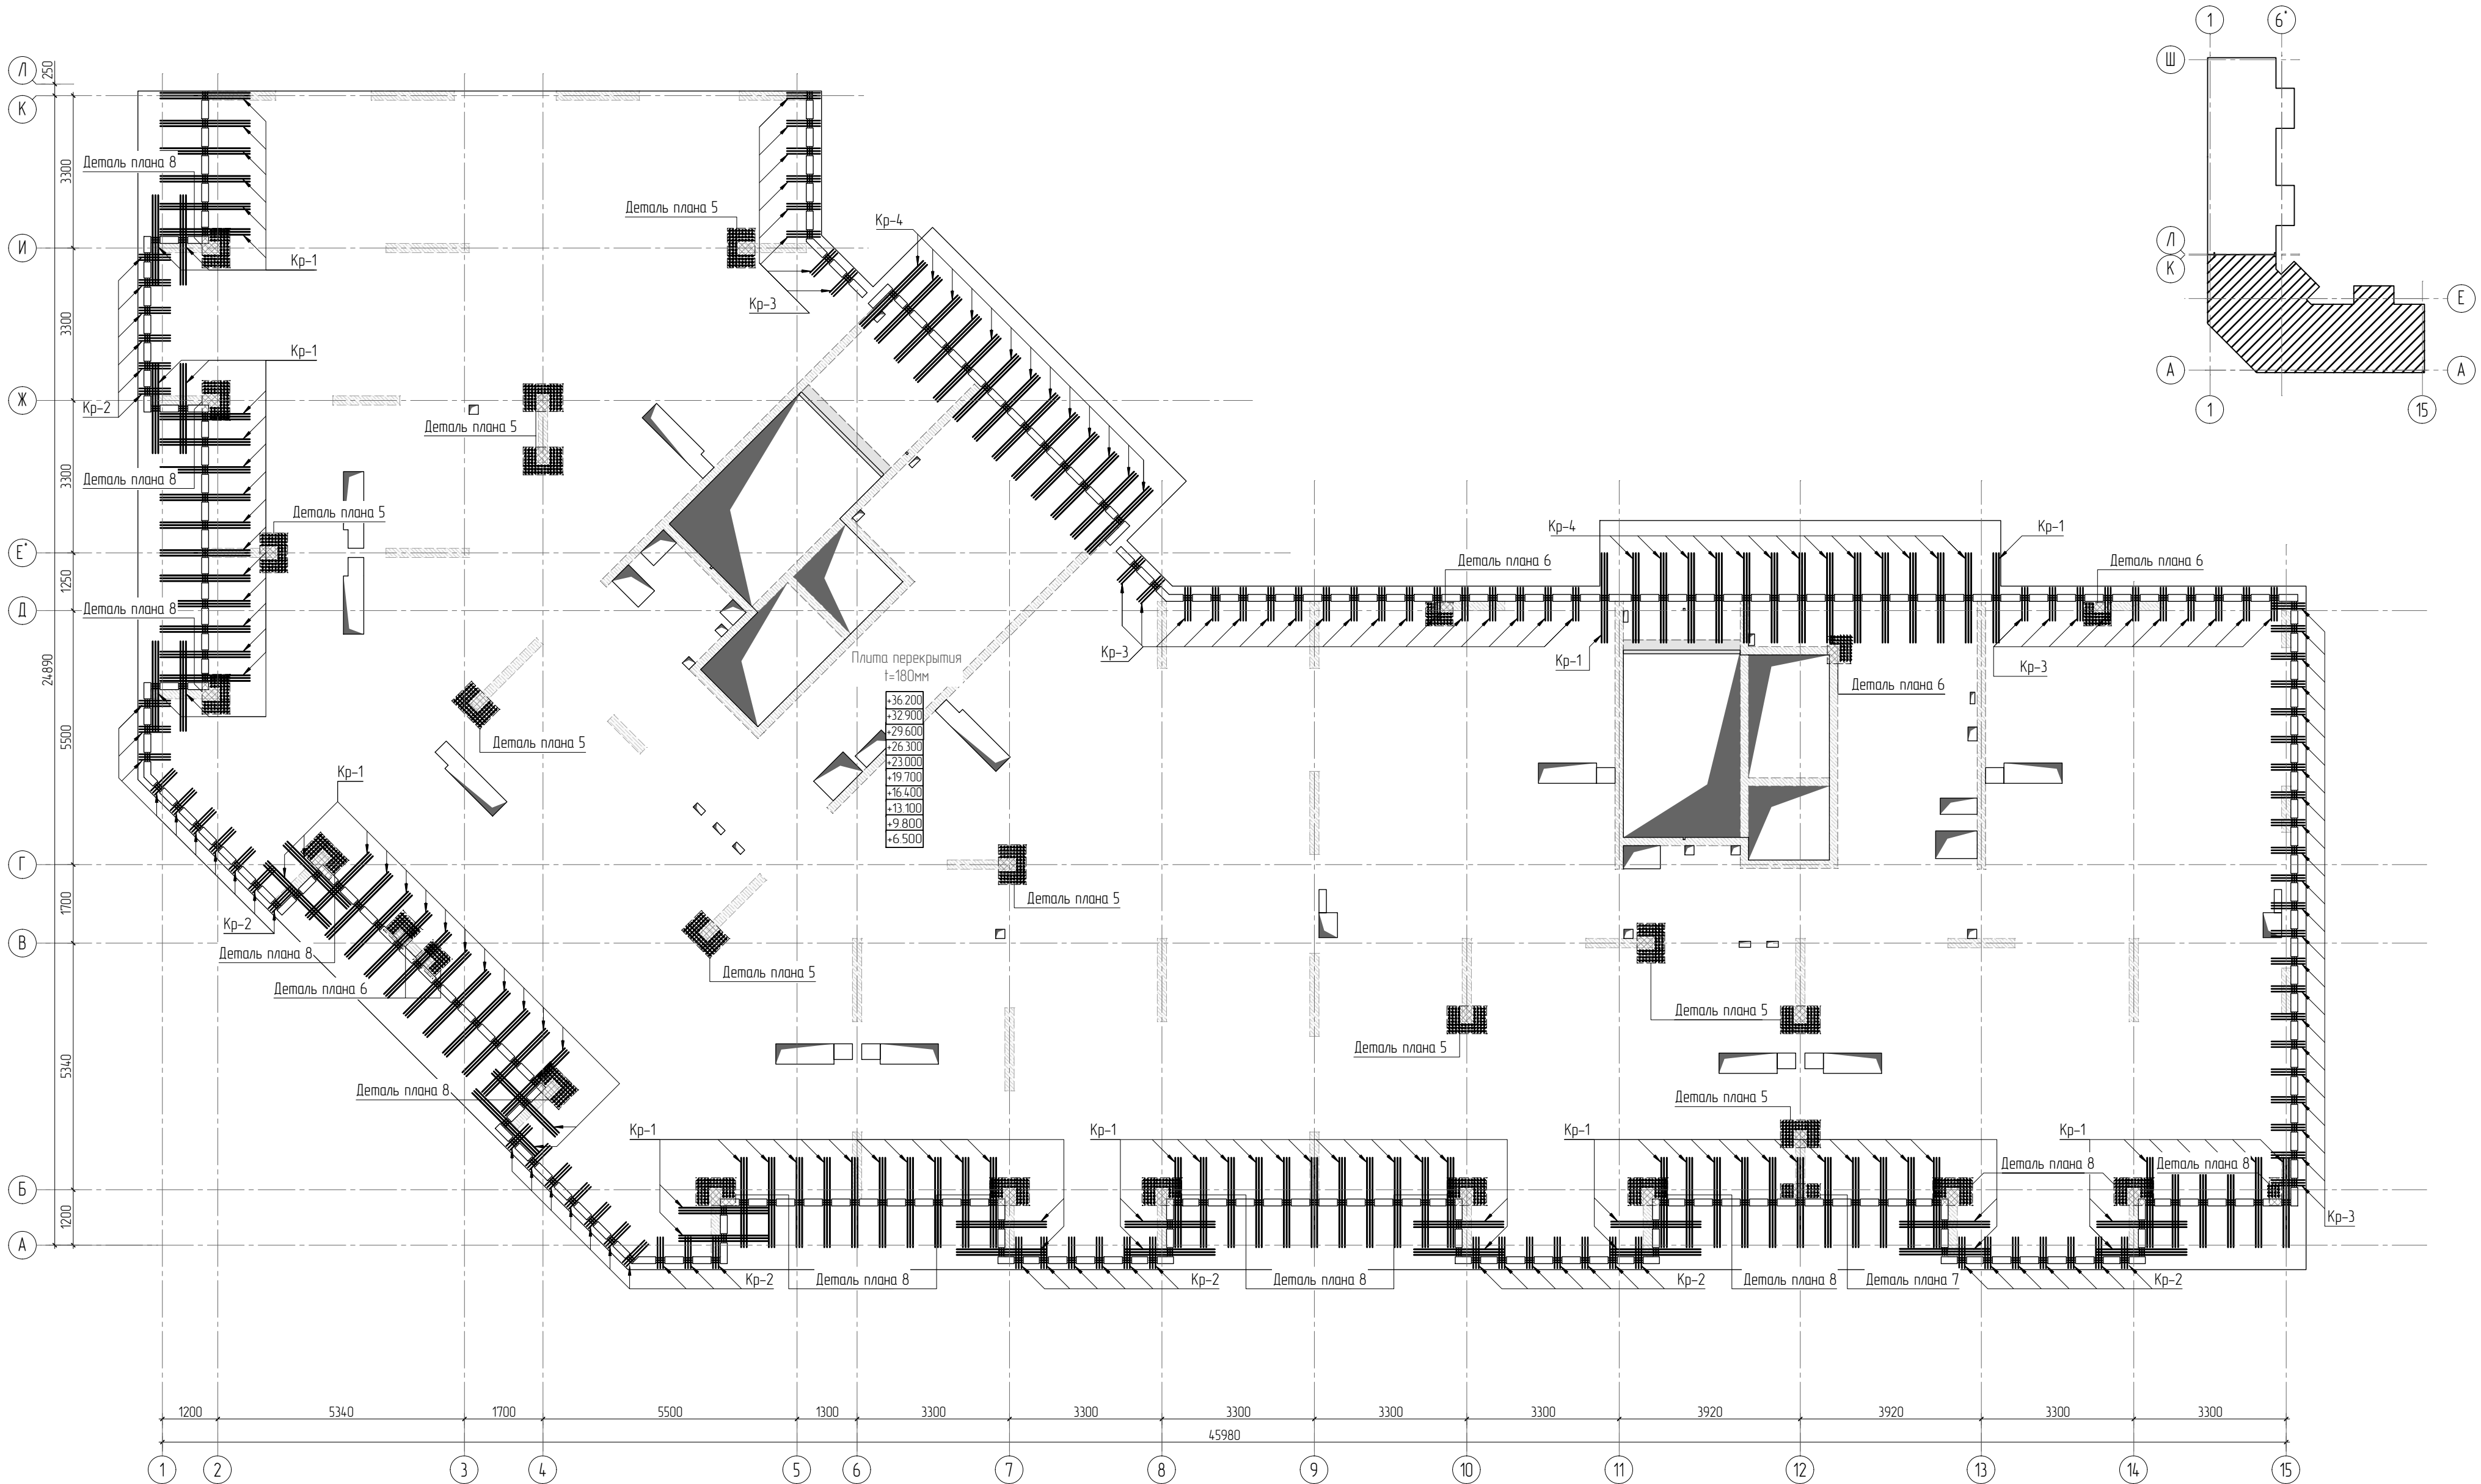 1
6*
Ш
Л
К
Е
А
А
1
15
Л
К
И
Ж
Е*
Д
Г
В
Б
А
250
3300
3300
3300
1250
5500
1700
5340
1200
24890
Деталь плана 8
Кр-1
Деталь плана 5
Кр-4
Кр-3
Кр-1
Кр-2
Деталь плана 5
Деталь плана 8
Деталь плана 5
Деталь плана 8
Кр-4
Кр-1
Деталь плана 6
Деталь плана 6
Кр-3
Кр-1
Кр-3
Деталь плана 6
Плита перекрытия
t=180мм
+36.200
+32.900
+29.600
+26.300
+23.000
+19.700
+16.400
+13.100
+9.800
+6.500
Деталь плана 5
Кр-1
Кр-2
Деталь плана 8
Деталь плана 6
Деталь плана 5
Деталь плана 5
Деталь плана 8
Деталь плана 5
Деталь плана 5
Деталь плана 5
Кр-1
Кр-1
Кр-1
Кр-1
Деталь плана 8
Деталь плана 8
Кр-3
Кр-2
Деталь плана 8
Кр-2
Деталь плана 8
Кр-2
Деталь плана 8
Деталь плана 7
Кр-2
1200
5340
1700
5500
1300
3300
3300
3300
3300
3300
3920
3920
3300
3300
45980
1
2
3
4
5
6
7
8
9
10
11
12
13
14
15